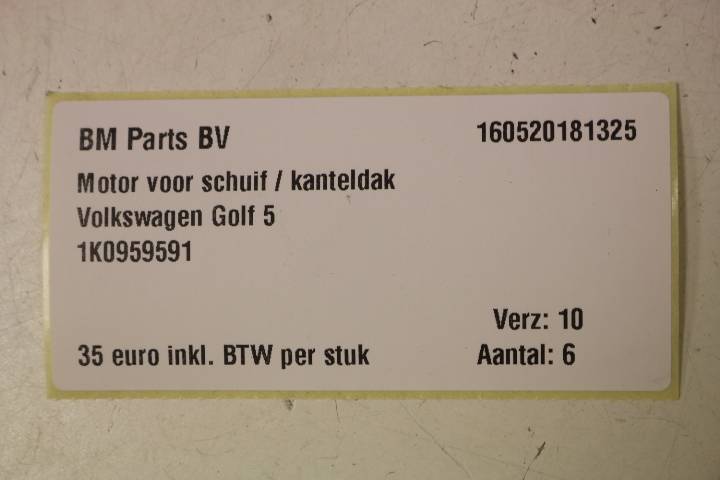 BM Parts BV 160520181325
Motor voor schuif / kanteldak
Volkswagen Golf 5
1K0959591
Verz: 10
35 euro inkl. BTW per stuk Aantal: 6